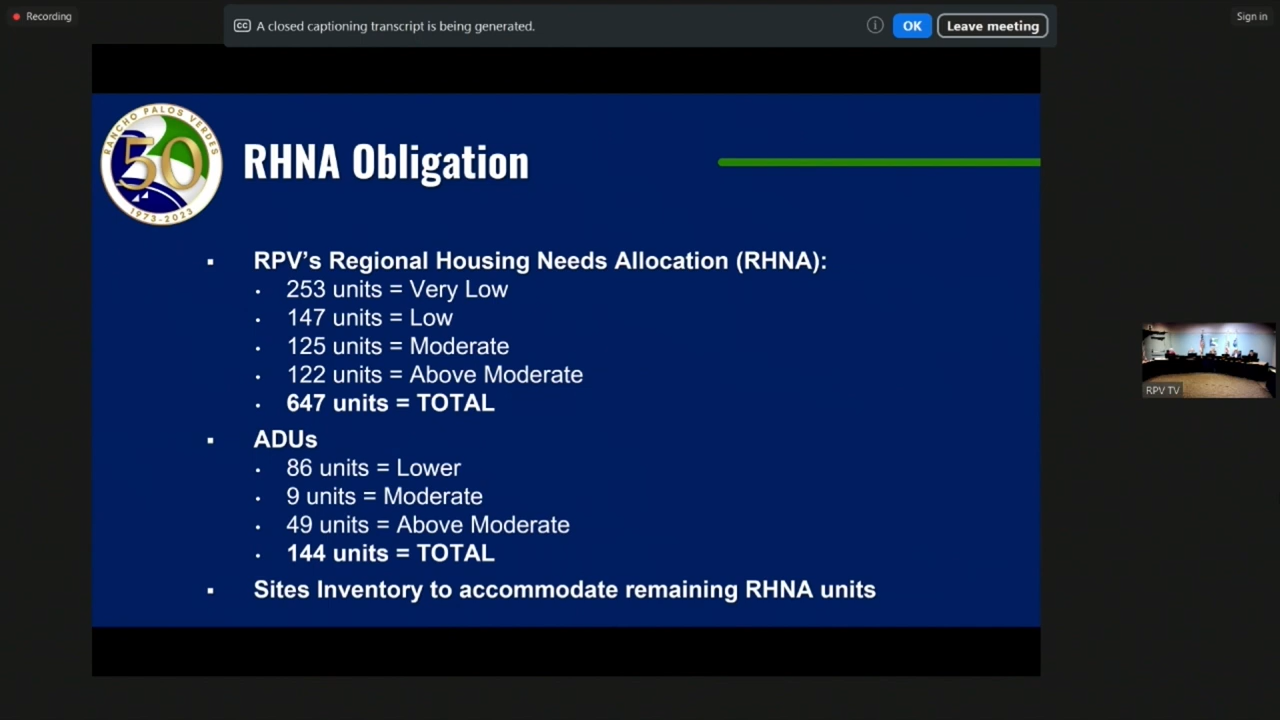 Recording
CC A closed captioning transcript is being generated.
OK
Leave meeting
Sign in
RANCHO PALOS VERDES
50
1973-2023
RHNA Obligation
▪ RPV's Regional Housing Needs Allocation (RHNA):
• 253 units = Very Low
• 147 units = Low
• 125 units = Moderate
• 122 units = Above Moderate
• 647 units = TOTAL
▪ ADUs
• 86 units = Lower
• 9 units = Moderate
• 49 units = Above Moderate
• 144 units = TOTAL
▪ Sites Inventory to accommodate remaining RHNA units
RPV TV